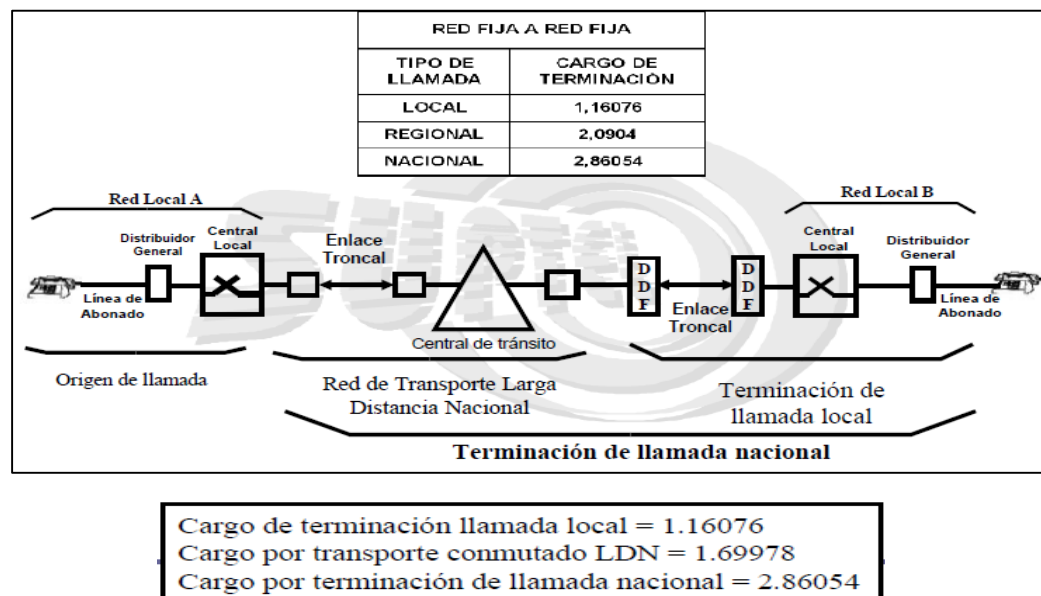 RED FIJA A RED FIJA
TIPO DE LLAMADA CARGO DE TERMINACIÓN
LOCAL 1,16076
REGIONAL 2,0904
NACIONAL 2,86054
Red Local A
Red Local B
Distribuidor General
Central Local
Enlace Troncal
Línea de Abonado
Central de tránsito
DDF
Enlace Troncal
DDF
Central Local
Distribuidor General
Línea de Abonado
Origen de llamada
Red de Transporte Larga Distancia Nacional
Terminación de llamada local
Terminación de llamada nacional
Cargo de terminación llamada local = 1.16076
Cargo por transporte conmutado LDN = 1.69978
Cargo por terminación de llamada nacional = 2.86054